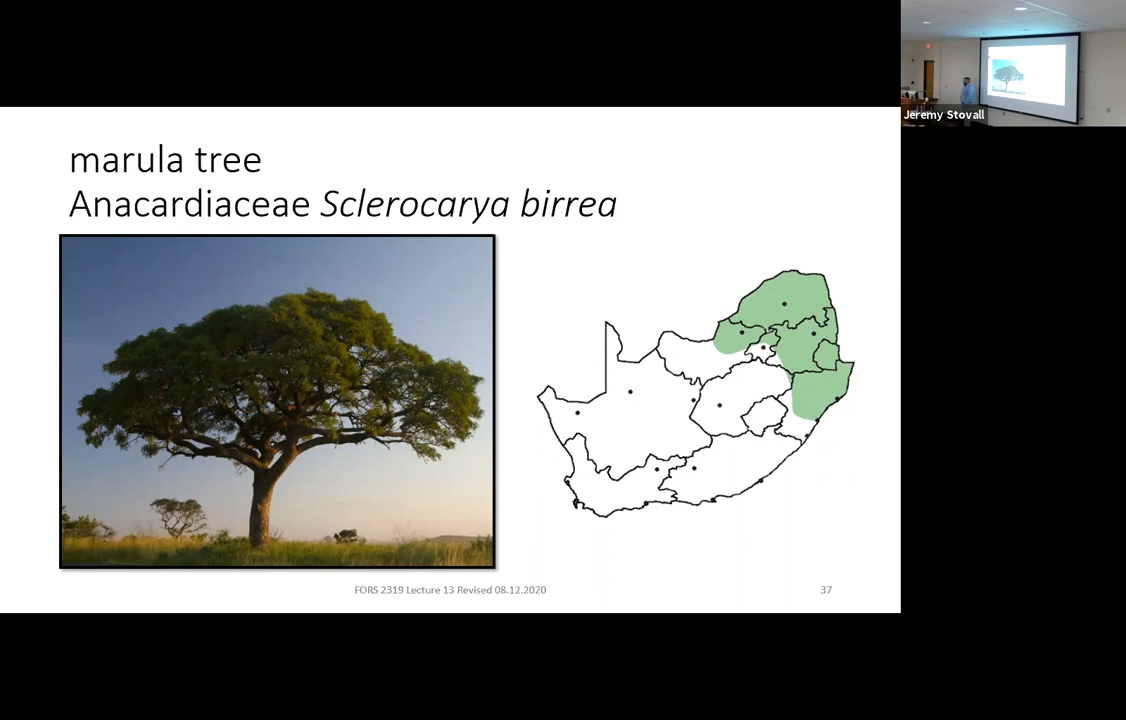 marula tree
Anacardiaceae Sclerocarya birrea
FORS 2319 Lecture 13 Revised 08.12.2020
37
Jeremy Stovall